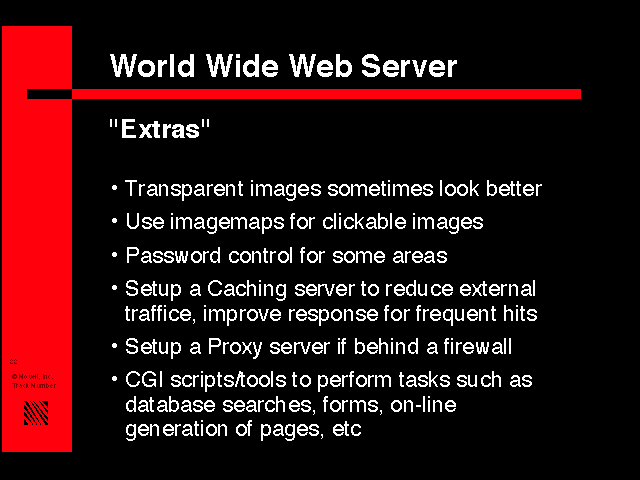 World Wide Web Server
"Extras"
• Transparent images sometimes look better
• Use imagemaps for clickable images
• Password control for some areas
• Setup a Caching server to reduce external
traffice, improve response for frequent hits
• Setup a Proxy server if behind a firewall
• CGI scripts/tools to perform tasks such as
database searches, forms, on-line
generation of pages, etc
© Novell, Inc.
Track Number